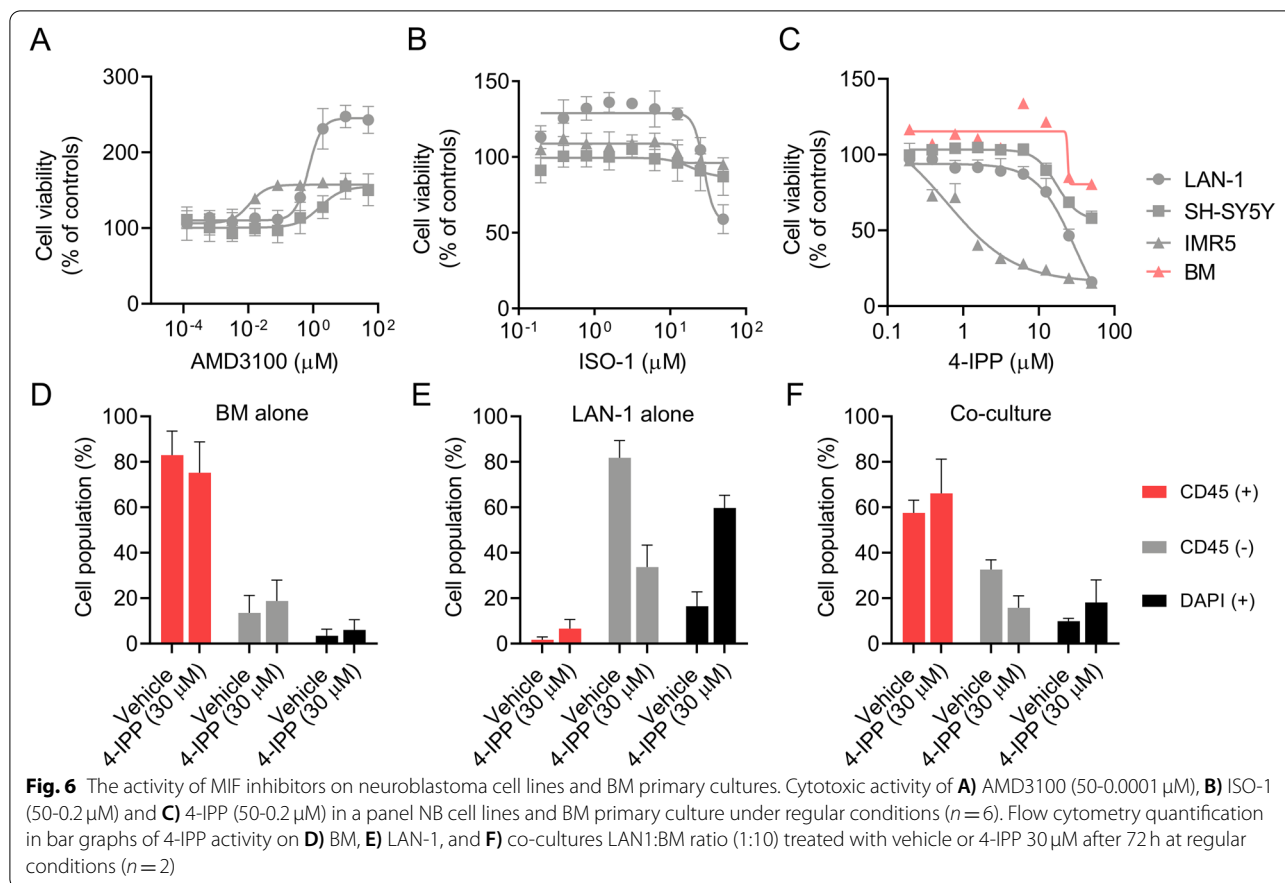 A
B
C
300
200
100
0
Cell viability
(% of controls)
10⁻⁴ 10⁻² 10⁰ 10²
AMD3100 (μM)
150
100
50
0
Cell viability
(% of controls)
10⁻¹ 10⁰ 10¹ 10²
ISO-1 (μM)
150
100
50
0
Cell viability
(% of controls)
0.1 1 10 100
4-IPP (μM)
LAN-1
SH-SY5Y
IMR5
BM
D
BM alone
100
80
60
40
20
0
Cell population (%)
Vehicle
4-IPP (30 μM)
Vehicle
4-IPP (30 μM)
Vehicle
4-IPP (30 μM)
E
LAN-1 alone
100
80
60
40
20
0
Cell population (%)
Vehicle
4-IPP (30 μM)
Vehicle
4-IPP (30 μM)
Vehicle
4-IPP (30 μM)
F
Co-culture
100
80
60
40
20
0
Cell population (%)
Vehicle
4-IPP (30 μM)
Vehicle
4-IPP (30 μM)
Vehicle
4-IPP (30 μM)
CD45 (+)
CD45 (-)
DAPI (+)
Fig. 6 The activity of MIF inhibitors on neuroblastoma cell lines and BM primary cultures. Cytotoxic activity of A) AMD3100 (50-0.0001 μM), B) ISO-1
(50-0.2 μM) and C) 4-IPP (50-0.2 μM) in a panel NB cell lines and BM primary culture under regular conditions (n = 6). Flow cytometry quantification
in bar graphs of 4-IPP activity on D) BM, E) LAN-1, and F) co-cultures LAN1:BM ratio (1:10) treated with vehicle or 4-IPP 30 μM after 72 h at regular
conditions (n = 2)